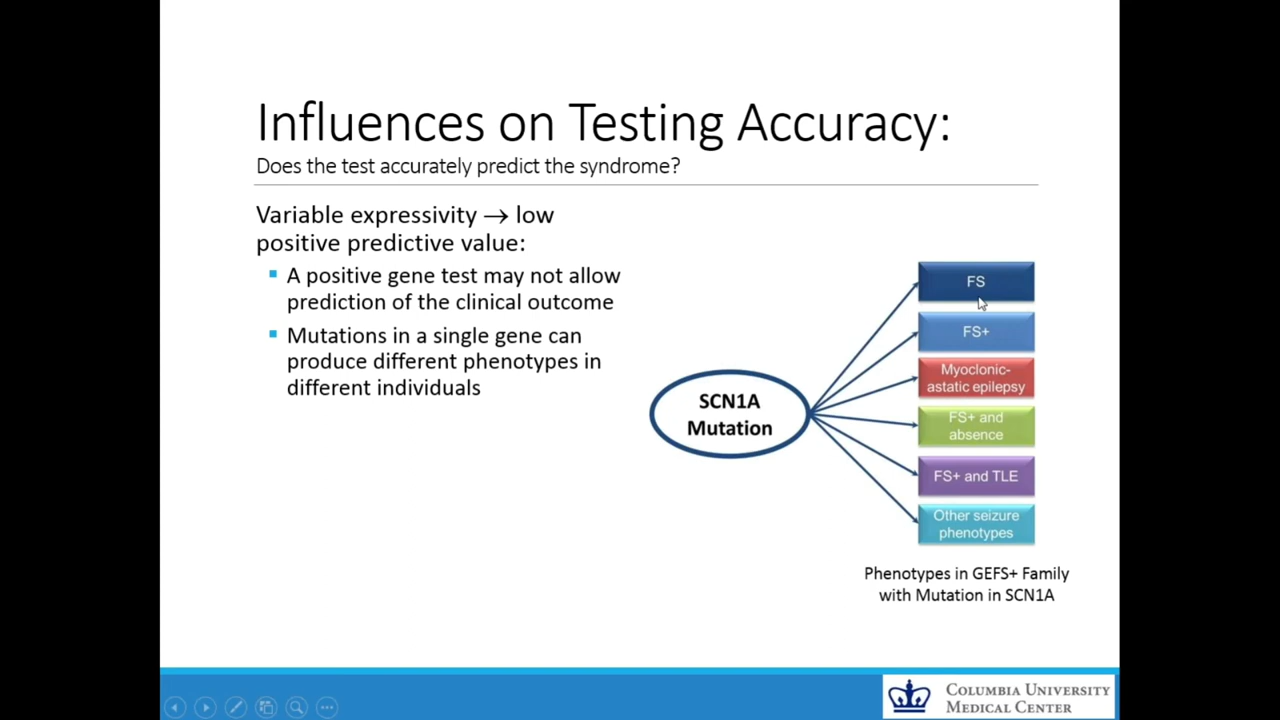 Influences on Testing Accuracy:
Does the test accurately predict the syndrome?
Variable expressivity → low
positive predictive value:
A positive gene test may not allow
prediction of the clinical outcome
Mutations in a single gene can
produce different phenotypes in
different individuals
SCN1A
Mutation
FS
FS+
Myoclonic-
astatic epilepsy
FS+ and
absence
FS+ and TLE
Other seizure
phenotypes
Phenotypes in GEFS+ Family
with Mutation in SCN1A
COLUMBIA UNIVERSITY
MEDICAL CENTER